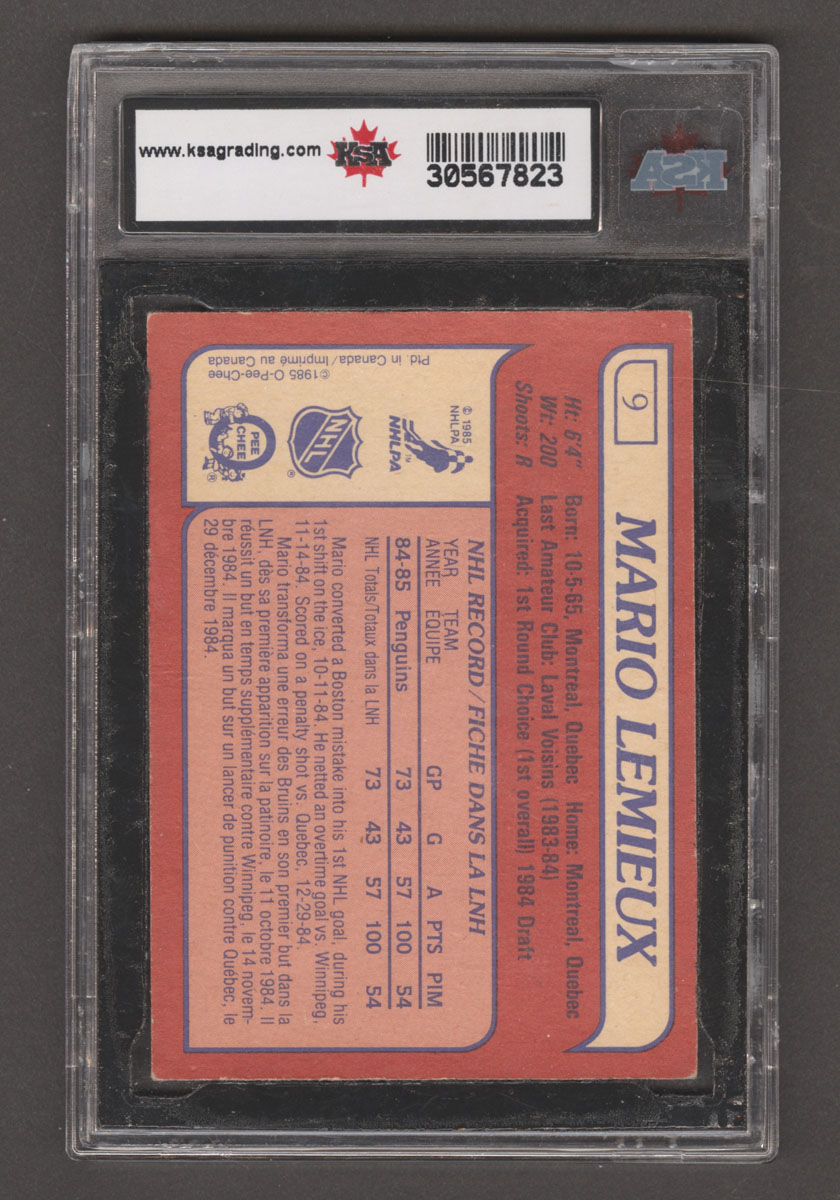 www.ksagrading.com
KSA
30567823
KSA
9
MARIO LEMIEUX
Ht: 6'4" Born: 10-5-65, Montreal, Quebec Home: Montreal, Quebec
Wt: 200 Last Amateur Club: Laval Voisins (1983-84)
Shoots: R Acquired: 1st Round Choice (1st overall) 1984 Draft
© 1985
NHLPA
NHLPA
TM
NHL
®
O
PEE
CHEE
®
©1985 O-Pee-Chee
Ptd. in Canada/Imprimé au Canada
NHL RECORD/FICHE DANS LA LNH
YEAR TEAM
ANNÉE ÉQUIPE GP G A PTS PIM
84-85 Penguins 73 43 57 100 54
NHL Totals/Totaux dans la LNH 73 43 57 100 54
Mario converted a Boston mistake into his 1st NHL goal, during his
1st shift on the ice, 10-11-84. He netted an overtime goal vs. Winnipeg,
11-14-84. Scored on a penalty shot vs. Quebec, 12-29-84.
Mario transforma une erreur des Bruins en son premier but dans la
LNH, dès sa première apparition sur la patinoire, le 11 octobre 1984. Il
réussit un but en temps supplémentaire contre Winnipeg, le 14 novem-
bre 1984. Il marqua un but sur un lancer de punition contre Québec, le
29 décembre 1984.